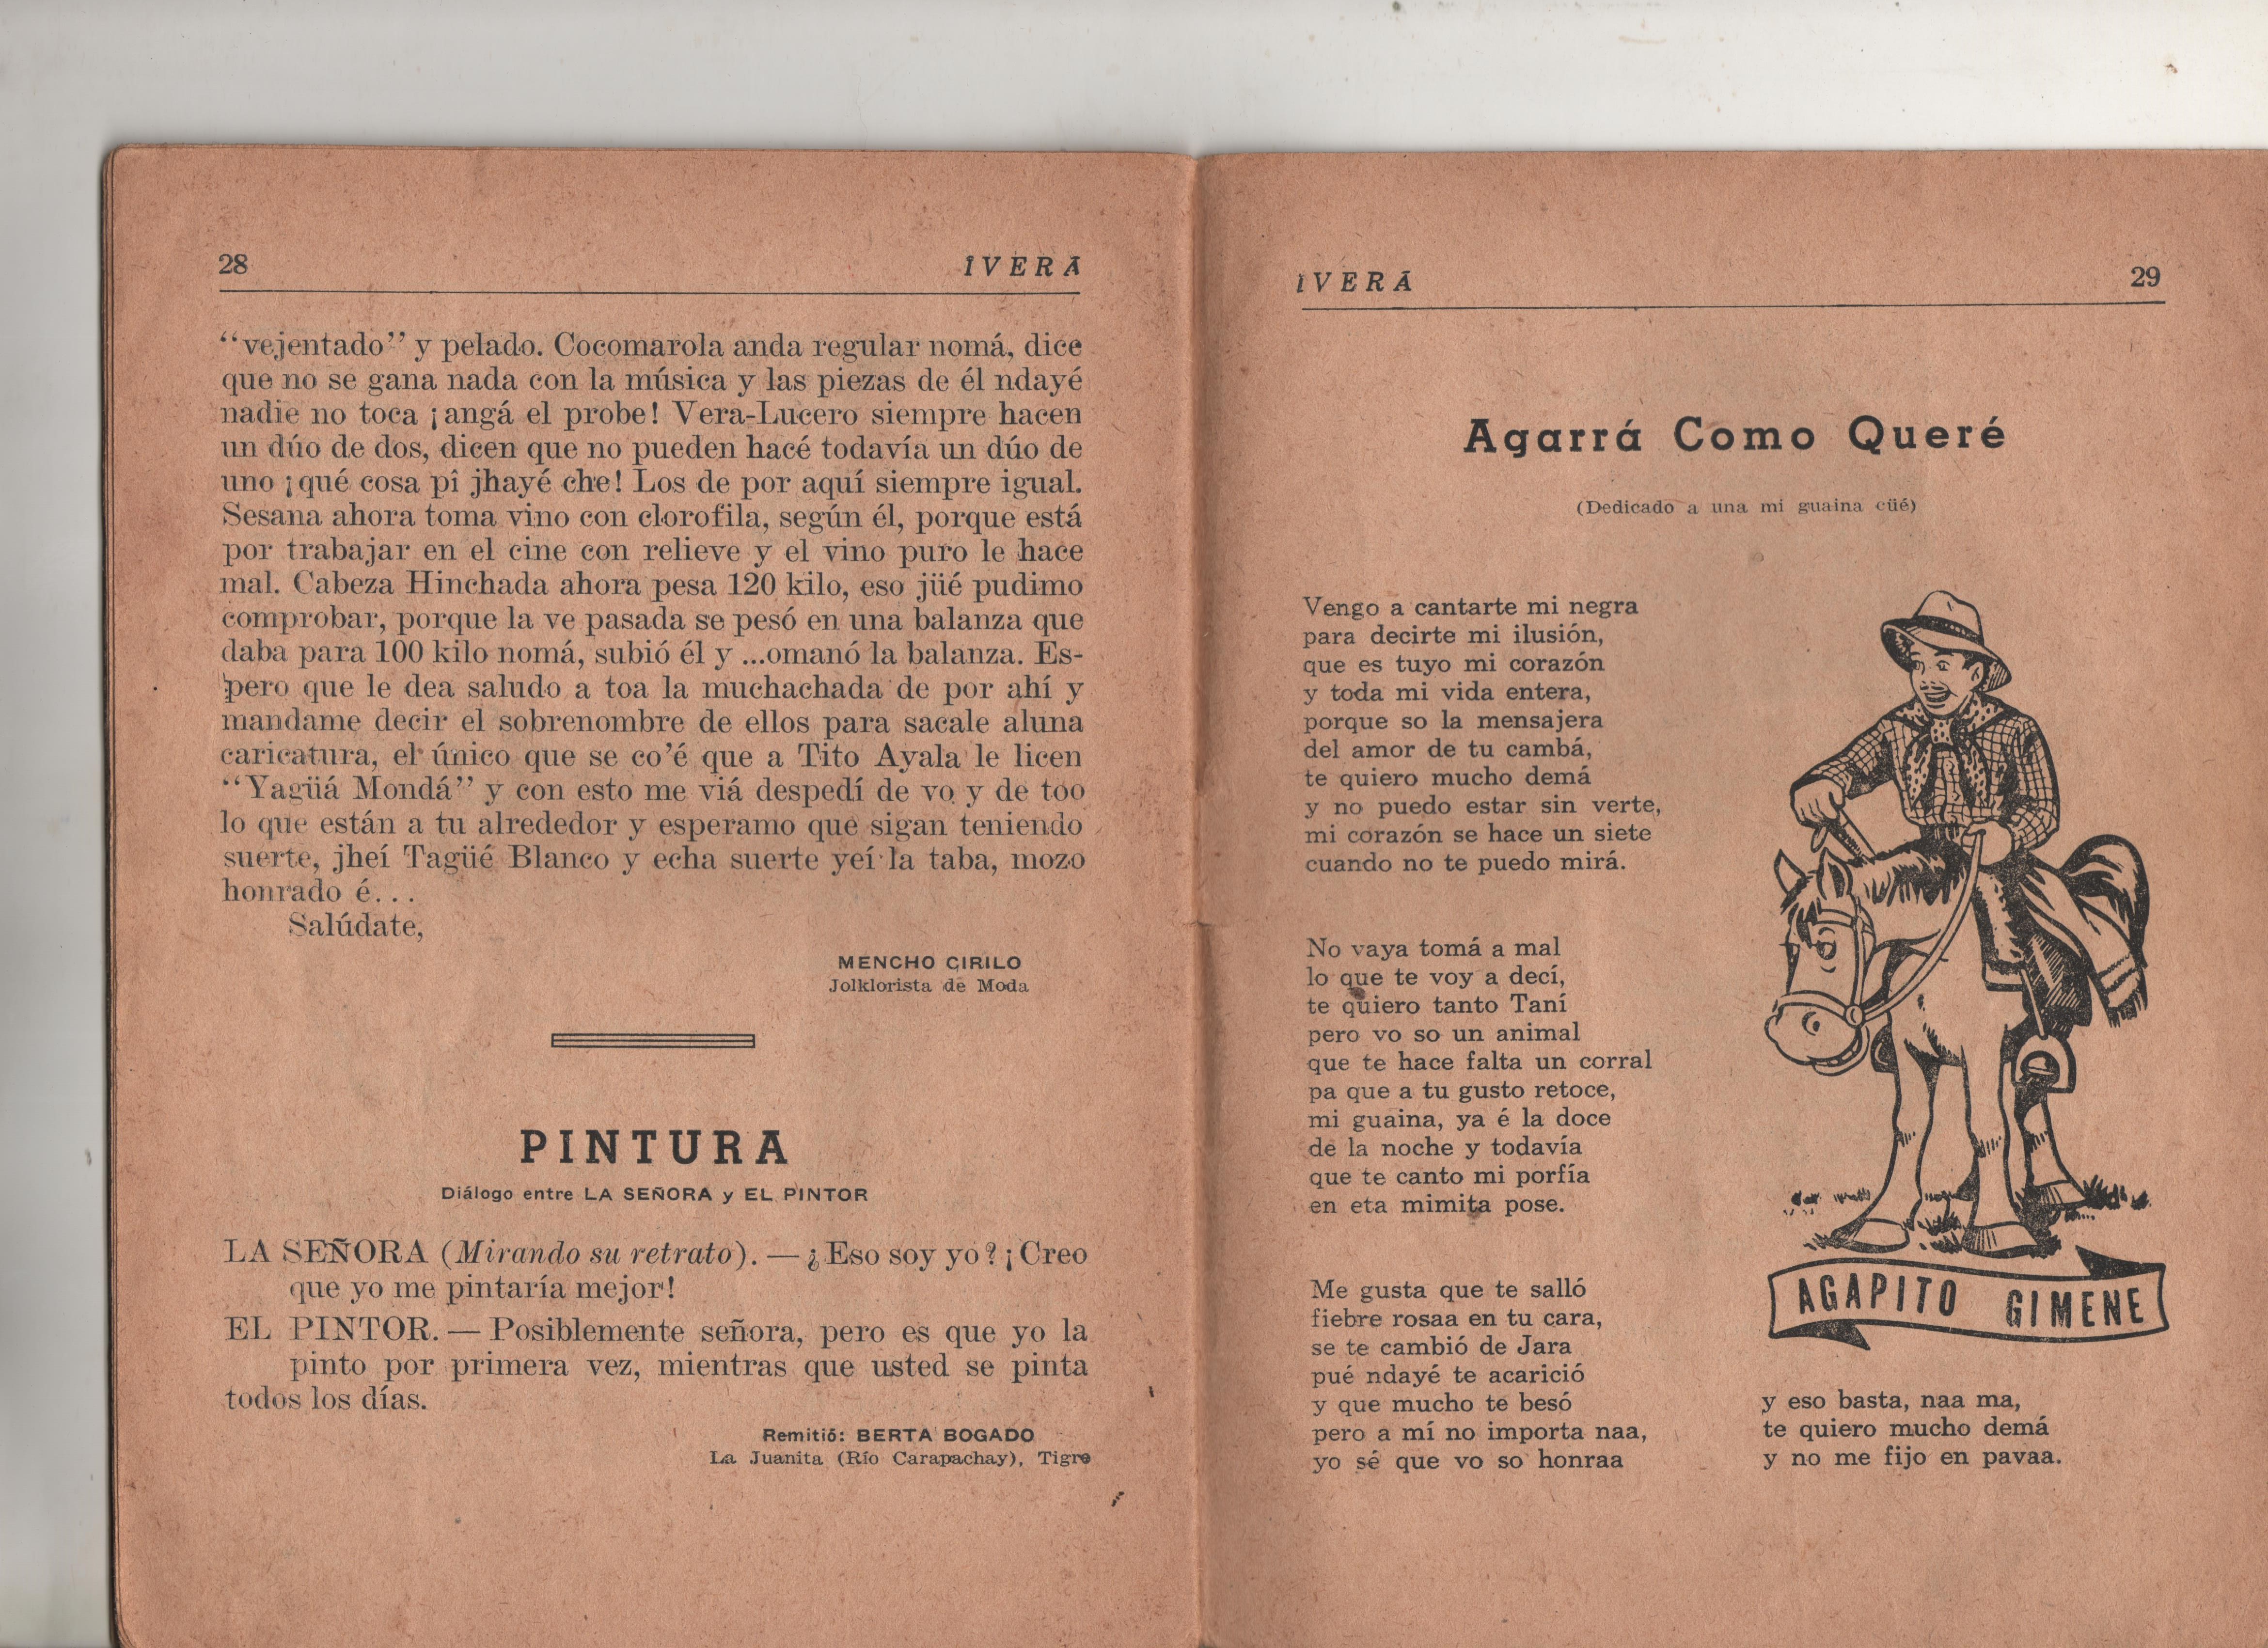 28
ÎVERÁ
“vejentado” y pelado. Cocomarola anda regular nomá, dice
que no se gana nada con la música y las piezas de él ndayé
nadie no toca ¡angá el probe! Vera-Lucero siempre hacen
un dúo de dos, dicen que no pueden hacé todavía un dúo de
uno ¡qué cosa pî jhayé che! Los de por aquí siempre igual.
Sesana ahora toma vino con clorofila, según él, porque está
por trabajar en el cine con relieve y el vino puro le hace
mal. Cabeza Hinchada ahora pesa 120 kilo, eso jüé pudimo
comprobar, porque la ve pasada se pesó en una balanza que
daba para 100 kilo nomá, subió él y ...omanó la balanza. Es-
pero que le dea saludo a toa la muchachada de por ahí y
mandame decir el sobrenombre de ellos para sacale aluna
caricatura, el único que se co’é que a Tito Ayala le licen
“Yagüá Mondá” y con esto me viá despedí de vo y de too
lo que están a tu alrededor y esperamo que sigan teniendo
suerte, jheí Tagüé Blanco y echa suerte yeí la taba, mozo
honrado é...
Salúdate,
MENCHO CIRILO
Jolklorista de Moda
PINTURA
Diálogo entre LA SEÑORA y EL PINTOR
LA SEÑORA (Mirando su retrato). — ¿Eso soy yo? ¡Creo
que yo me pintaría mejor!
EL PINTOR. — Posiblemente señora, pero es que yo la
pinto por primera vez, mientras que usted se pinta
todos los días.
Remitió: BERTA BOGADO
La Juanita (Río Carapachay), Tigre
ÎVERÁ
29
Agarrá Como Queré
(Dedicado a una mi guaina cüé)
Vengo a cantarte mi negra
para decirte mi ilusión,
que es tuyo mi corazón
y toda mi vida entera,
porque so la mensajera
del amor de tu cambá,
te quiero mucho demá
y no puedo estar sin verte,
mi corazón se hace un siete
cuando no te puedo mirá.
No vaya tomá a mal
lo que te voy a decí,
te quiero tanto Taní
pero vo so un animal
que te hace falta un corral
pa que a tu gusto retoce,
mi guaina, ya é la doce
de la noche y todavía
que te canto mi porfía
en eta mimita pose.
Me gusta que te salló
fiebre rosaa en tu cara,
se te cambió de Jara
pué ndayé te acarició
y que mucho te besó
pero a mí no importa naa,
yo sé que vo so honraa
AGAPITO GIMENE
y eso basta, naa ma,
te quiero mucho demá
y no me fijo en pavaa.